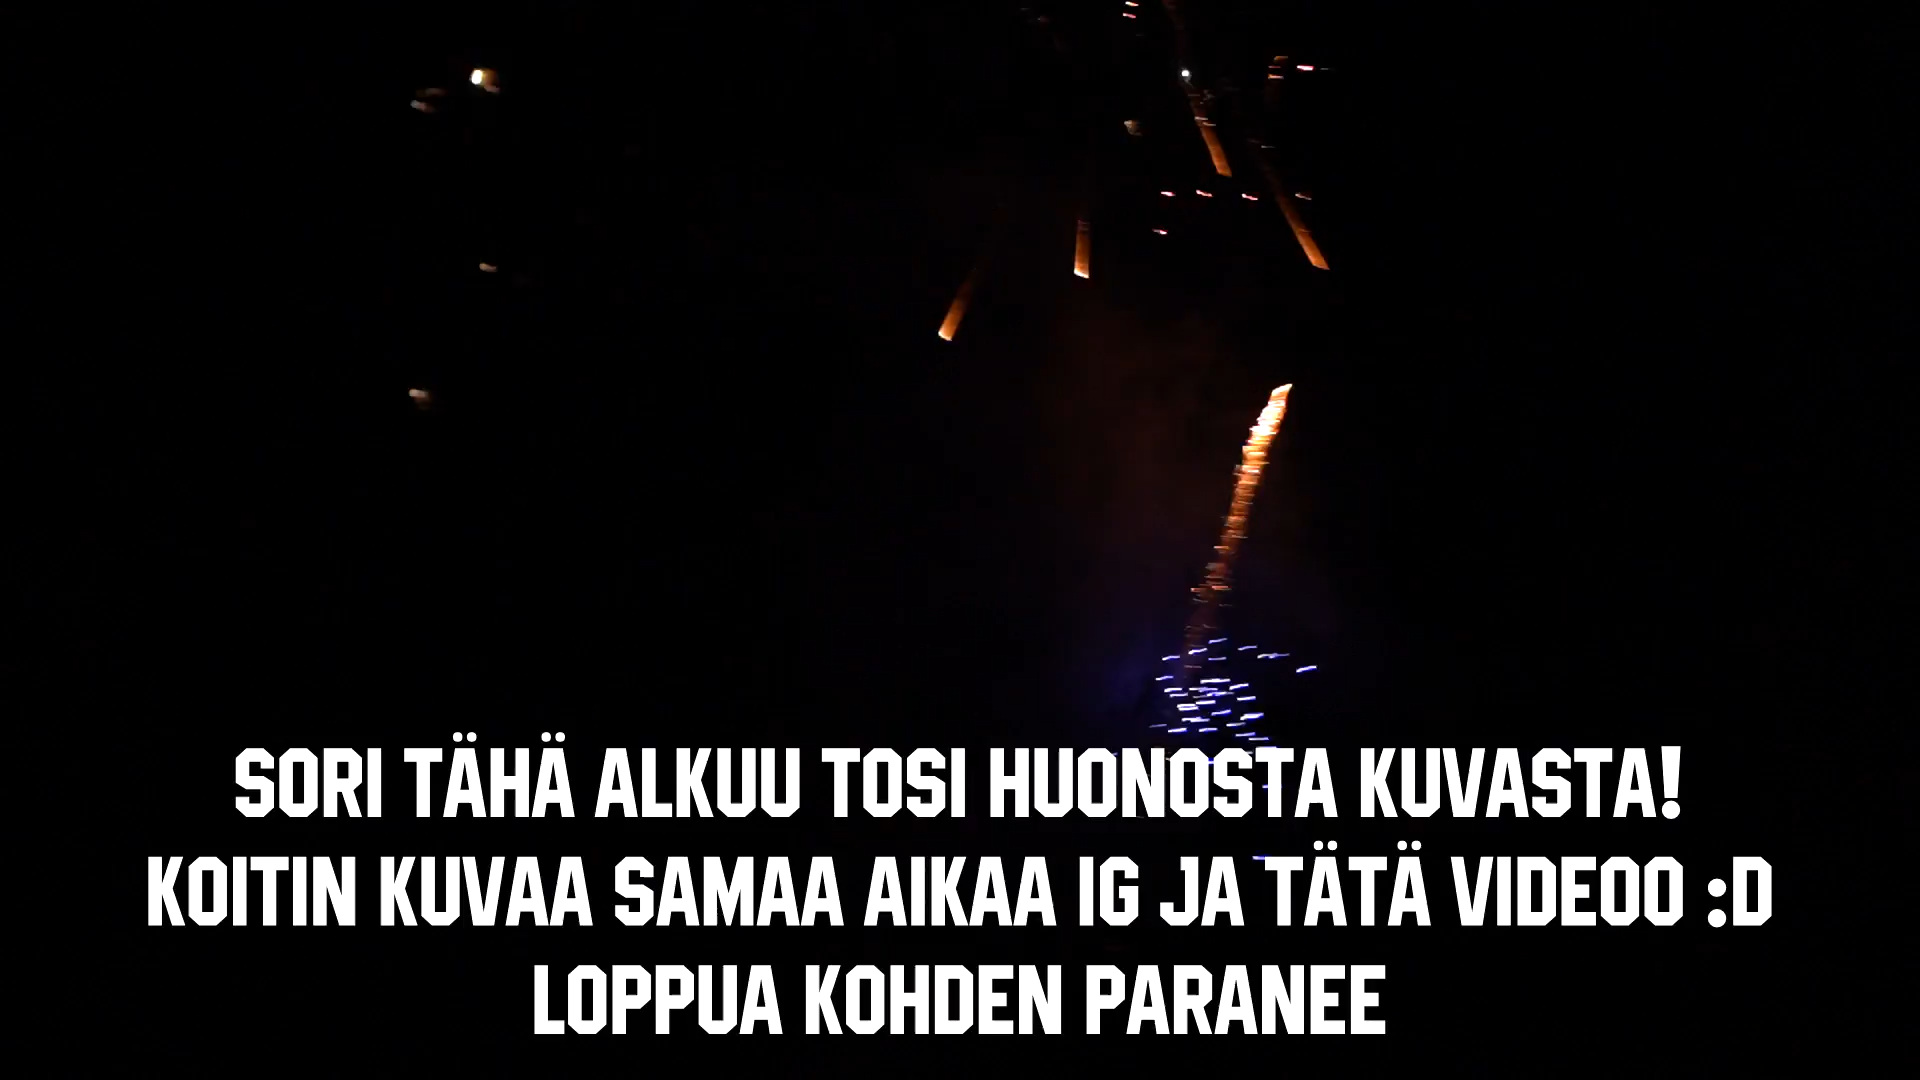 SORI TÄHÄ ALKUU TOSI HUONOSTA KUVASTA!
KOITIN KUVAA SAMAA AIKAA IG JA TÄTÄ VIDEOO :D
LOPPUA KOHDEN PARANEE